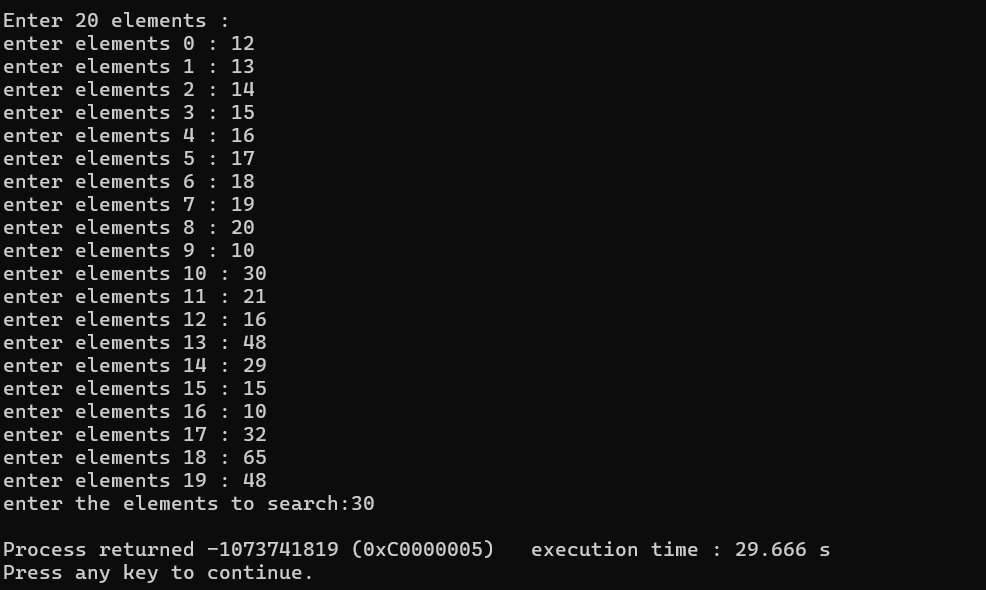 Enter 20 elements :
enter elements 0 : 12
enter elements 1 : 13
enter elements 2 : 14
enter elements 3 : 15
enter elements 4 : 16
enter elements 5 : 17
enter elements 6 : 18
enter elements 7 : 19
enter elements 8 : 20
enter elements 9 : 10
enter elements 10 : 30
enter elements 11 : 21
enter elements 12 : 16
enter elements 13 : 48
enter elements 14 : 29
enter elements 15 : 15
enter elements 16 : 10
enter elements 17 : 32
enter elements 18 : 65
enter elements 19 : 48
enter the elements to search:30
Process returned -1073741819 (0xC0000005)   execution time : 29.666 s
Press any key to continue.